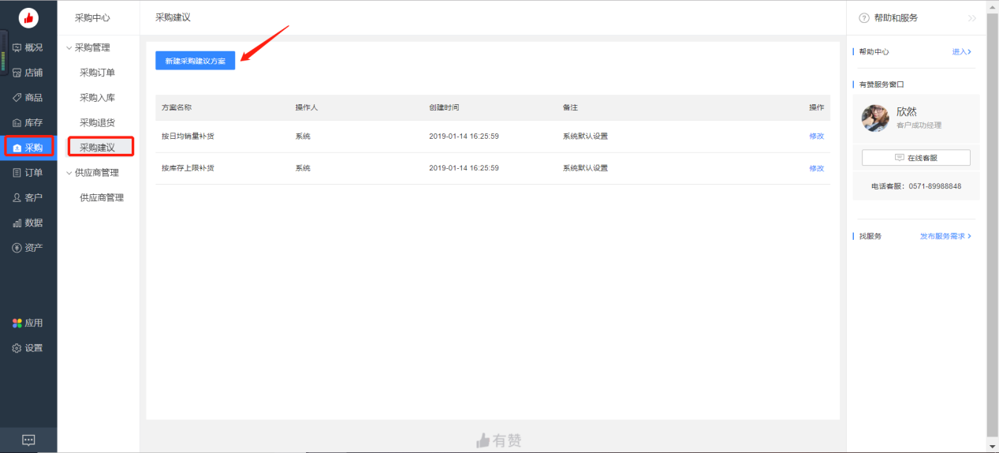 概况
店铺
商品
库存
采购
订单
客户
数据
资产
应用
设置
采购中心
采购管理
采购订单
采购入库
采购退货
采购建议
供应商管理
供应商管理
采购建议
新建采购建议方案
方案名称 操作人 创建时间 备注 操作
按日均销量补货 系统 2019-01-14 16:25:59 系统默认设置 修改
按库存上限补货 系统 2019-01-14 16:25:59 系统默认设置 修改
有赞
? 帮助和服务
帮助中心 进入>
有赞服务窗口
欣然
客户成功经理
在线客服
电话客服：0571-89988848
找服务 发布服务需求 >